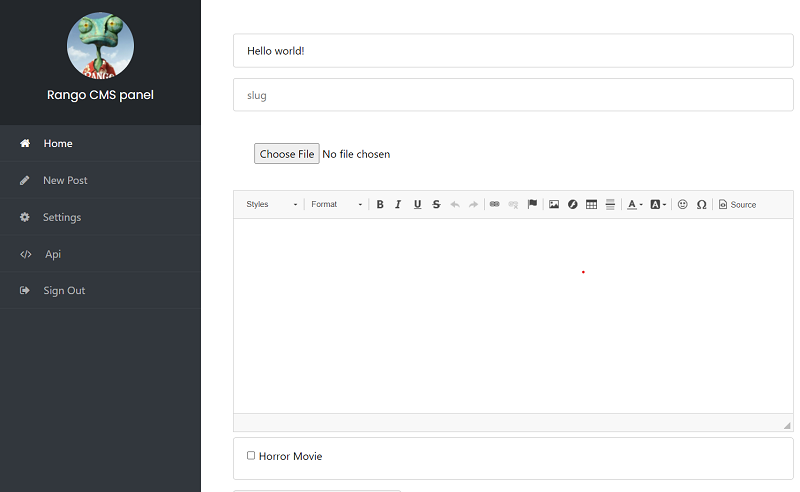 RANGO
Rango CMS panel
Home
New Post
Settings
Api
Sign Out
Hello world!
slug
Choose File No file chosen
Styles Format B I U S A A Ω Source
Horror Movie